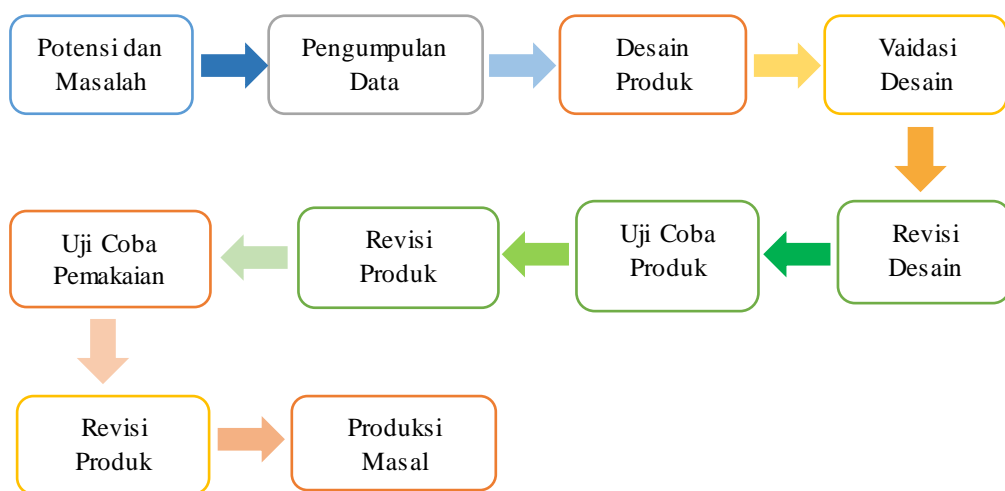 Potensi dan
Masalah
Pengumpulan
Data
Desain
Produk
Vaidasi
Desain
Revisi
Desain
Uji Coba
Produk
Revisi
Produk
Uji Coba
Pemakaian
Revisi
Produk
Produksi
Masal